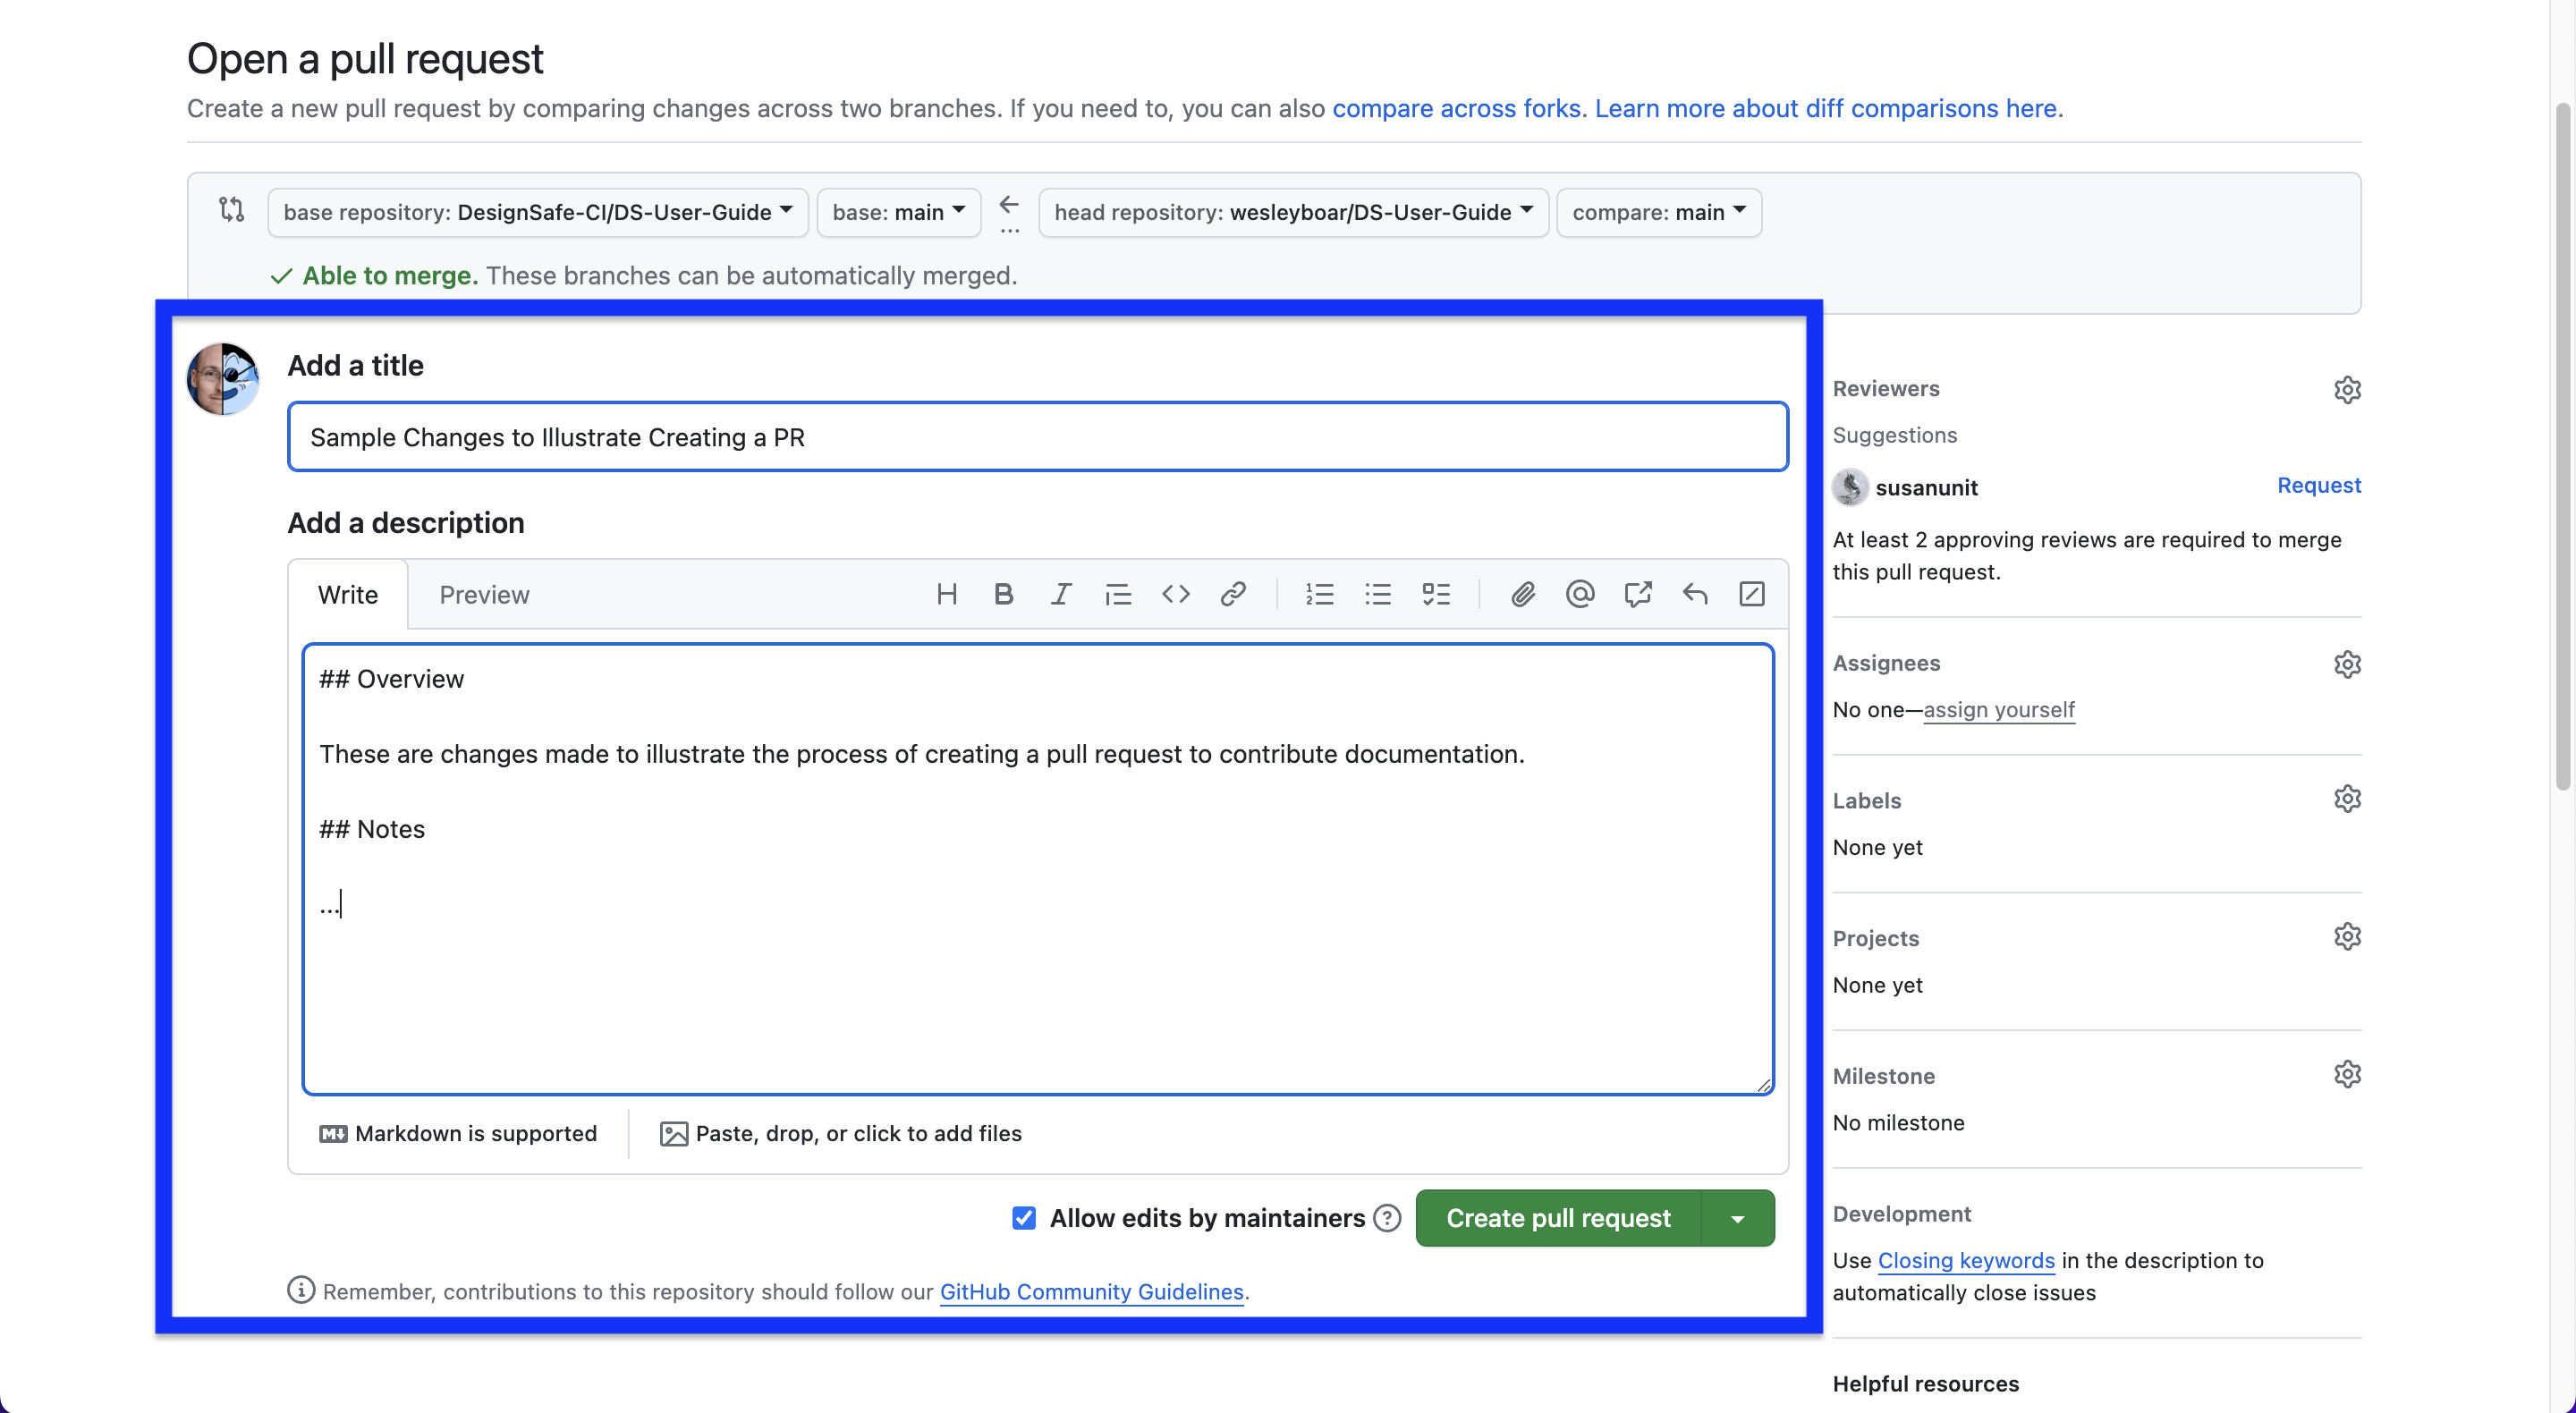 Open a pull request
Create a new pull request by comparing changes across two branches. If you need to, you can also compare across forks. Learn more about diff comparisons here.
base repository: DesignSafe-CI/DS-User-Guide base: main ← ... head repository: wesleyboar/DS-User-Guide compare: main
Able to merge. These branches can be automatically merged.
Add a title
Sample Changes to Illustrate Creating a PR
Add a description
Write Preview
## Overview
These are changes made to illustrate the process of creating a pull request to contribute documentation.
## Notes
...
Markdown is supported Paste, drop, or click to add files
Allow edits by maintainers Create pull request
Remember, contributions to this repository should follow our GitHub Community Guidelines.
Reviewers
Suggestions
susanunit Request
At least 2 approving reviews are required to merge
this pull request.
Assignees
No one—assign yourself
Labels
None yet
Projects
None yet
Milestone
No milestone
Development
Use Closing keywords in the description to
automatically close issues
Helpful resources